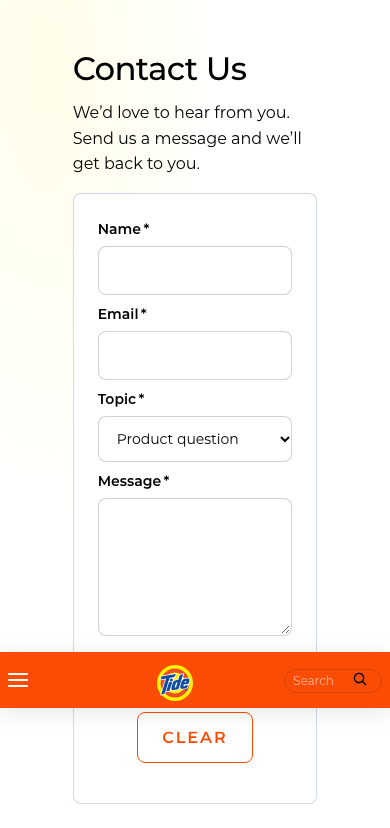 Contact Us
We’d love to hear from you.
Send us a message and we’ll
get back to you.
Name *
Email *
Topic *
Product question
Message *
Tide
Search
CLEAR